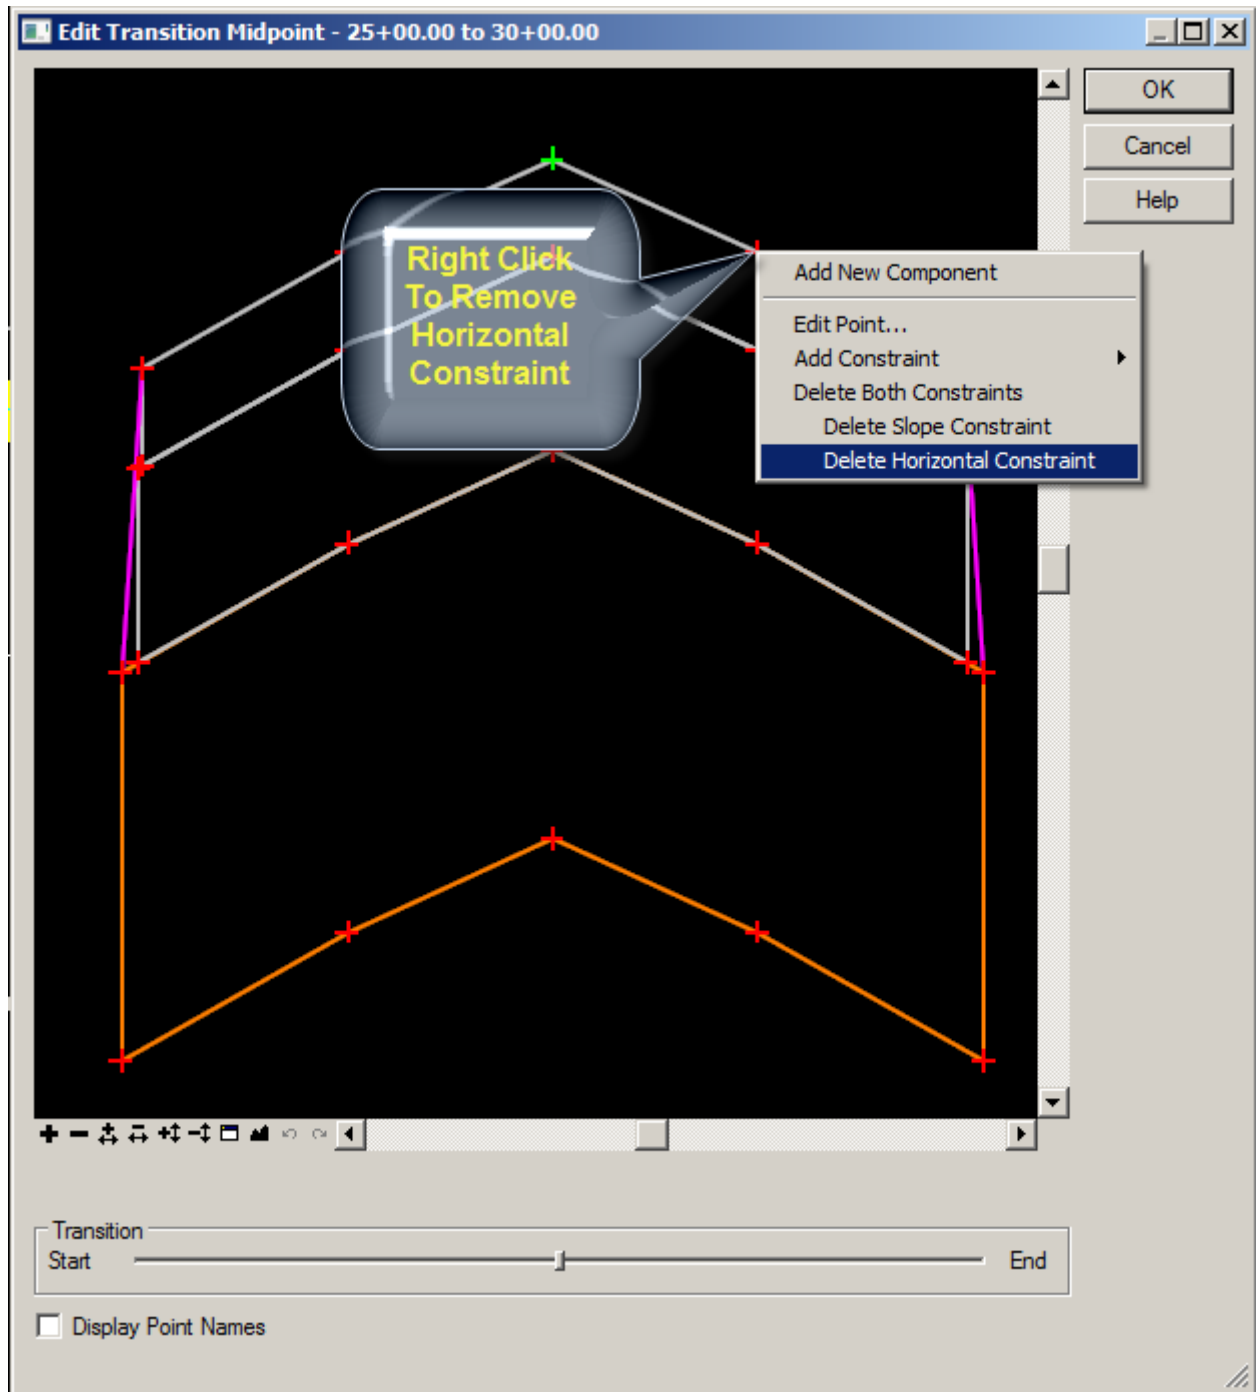 Edit Transition Midpoint - 25+00.00 to 30+00.00
OK
Cancel
Help
Right Click
To Remove
Horizontal
Constraint
Add New Component
Edit Point...
Add Constraint
Delete Both Constraints
Delete Slope Constraint
Delete Horizontal Constraint
Transition
Start
End
Display Point Names